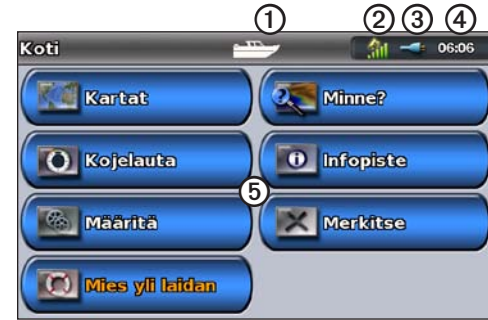 ① ② ③ ④
Koti 06:06
Kartat Minne?
Kojelauta Infopiste
⑤
Määritä Merkitse
Mies yli laidan